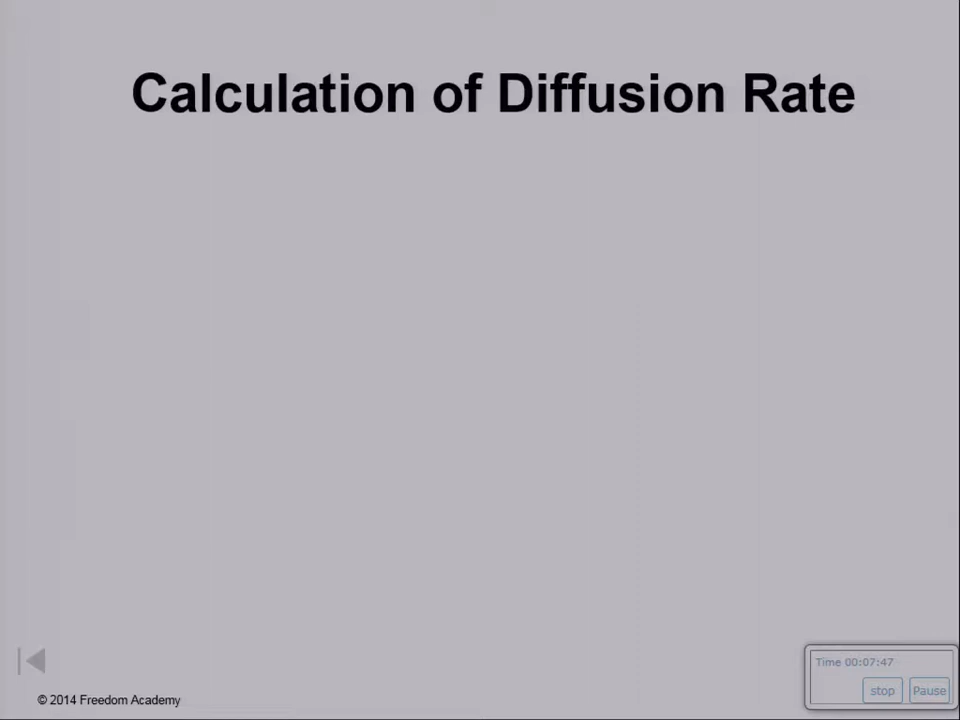 Calculation of Diffusion Rate
Time 00:07:47
stop Pause
© 2014 Freedom Academy